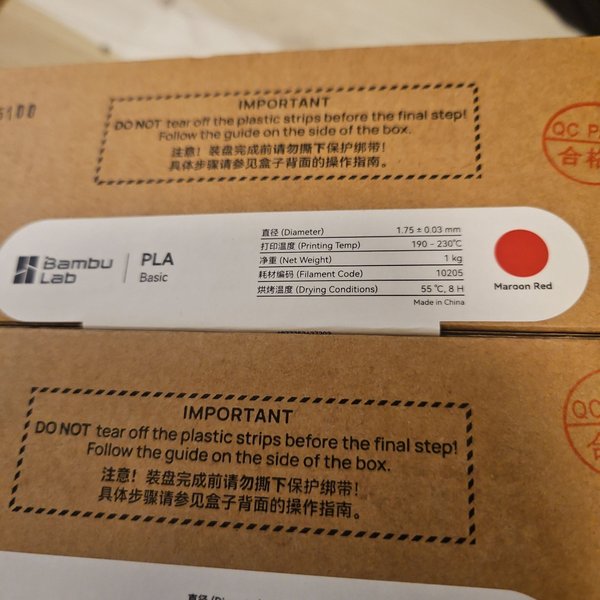 5100
IMPORTANT
DO NOT tear off the plastic strips before the final step!
Follow the guide on the side of the box.
注意！装盘完成前请勿撕下保护绑带！
具体步骤请参见盒子背面的操作指南。
QC PA
合格
Bambu
Lab
PLA
Basic
直径 (Diameter) 1.75 ± 0.03 mm
打印温度 (Printing Temp) 190 - 230℃
净重 (Net Weight) 1 kg
耗材编码 (Filament Code) 10205
烘烤温度 (Drying Conditions) 55 ℃, 8 H
Made in China
Maroon Red
IMPORTANT
DO NOT tear off the plastic strips before the final step!
Follow the guide on the side of the box.
注意！装盘完成前请勿撕下保护绑带！
具体步骤请参见盒子背面的操作指南。
QC